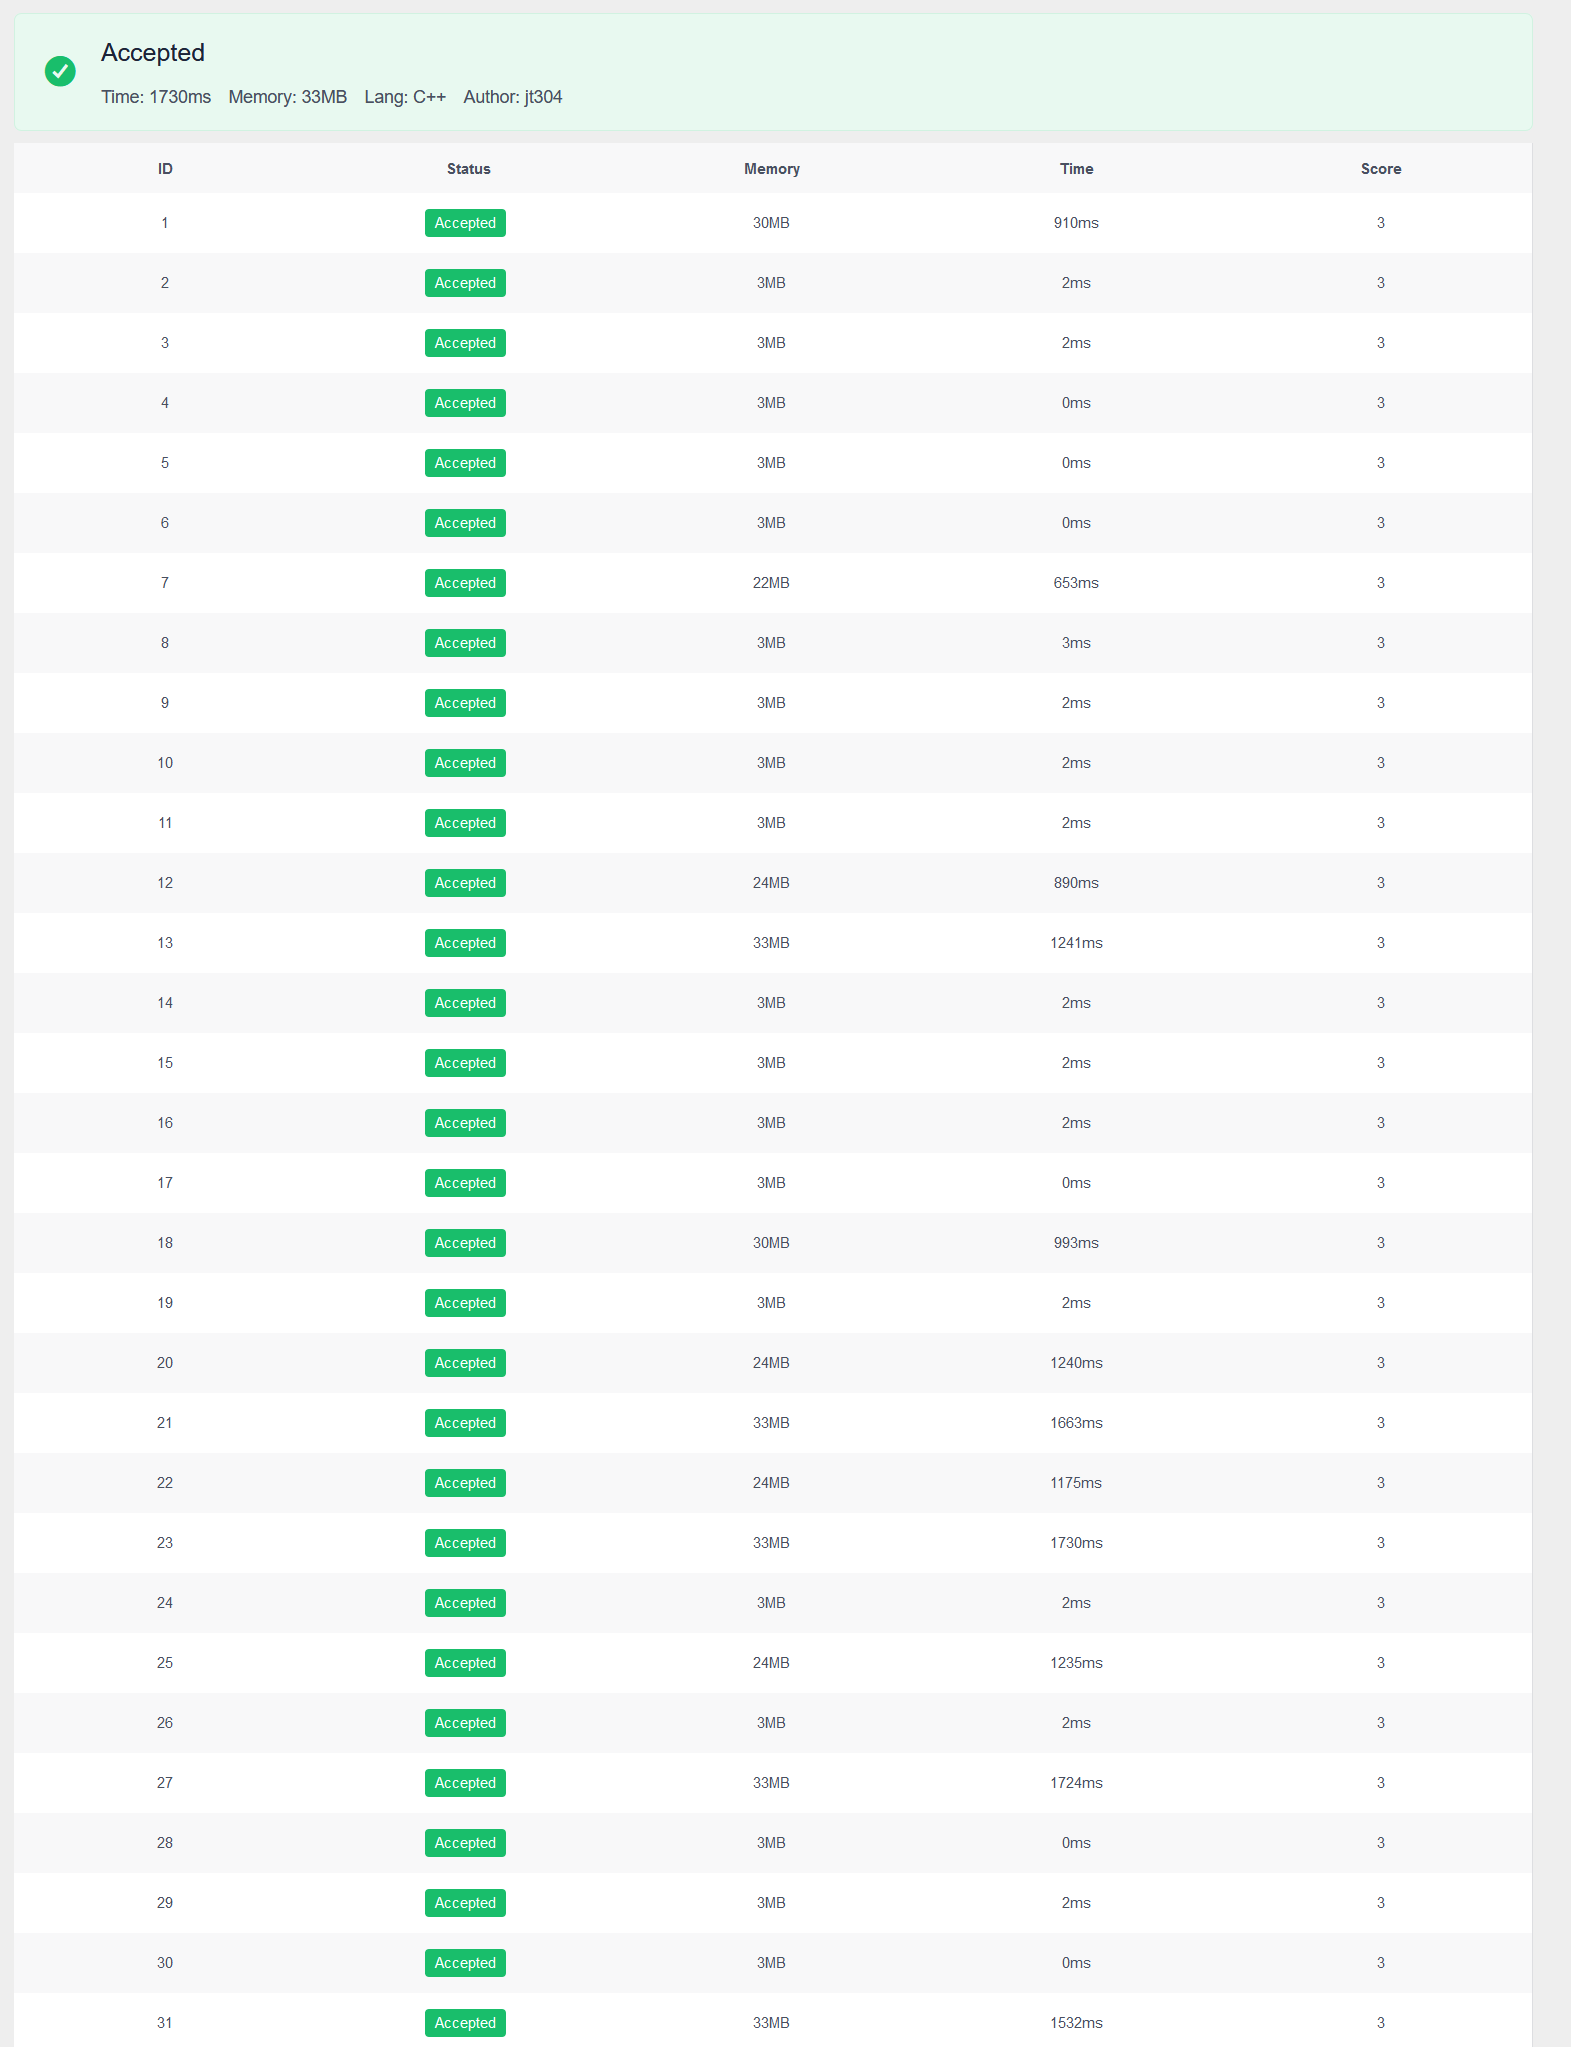 Accepted
Time: 1730ms Memory: 33MB Lang: C++ Author: jt304
ID Status Memory Time Score
1 Accepted 30MB 910ms 3
2 Accepted 3MB 2ms 3
3 Accepted 3MB 2ms 3
4 Accepted 3MB 0ms 3
5 Accepted 3MB 0ms 3
6 Accepted 3MB 0ms 3
7 Accepted 22MB 653ms 3
8 Accepted 3MB 3ms 3
9 Accepted 3MB 2ms 3
10 Accepted 3MB 2ms 3
11 Accepted 3MB 2ms 3
12 Accepted 24MB 890ms 3
13 Accepted 33MB 1241ms 3
14 Accepted 3MB 2ms 3
15 Accepted 3MB 2ms 3
16 Accepted 3MB 2ms 3
17 Accepted 3MB 0ms 3
18 Accepted 30MB 993ms 3
19 Accepted 3MB 2ms 3
20 Accepted 24MB 1240ms 3
21 Accepted 33MB 1663ms 3
22 Accepted 24MB 1175ms 3
23 Accepted 33MB 1730ms 3
24 Accepted 3MB 2ms 3
25 Accepted 24MB 1235ms 3
26 Accepted 3MB 2ms 3
27 Accepted 33MB 1724ms 3
28 Accepted 3MB 0ms 3
29 Accepted 3MB 2ms 3
30 Accepted 3MB 0ms 3
31 Accepted 33MB 1532ms 3